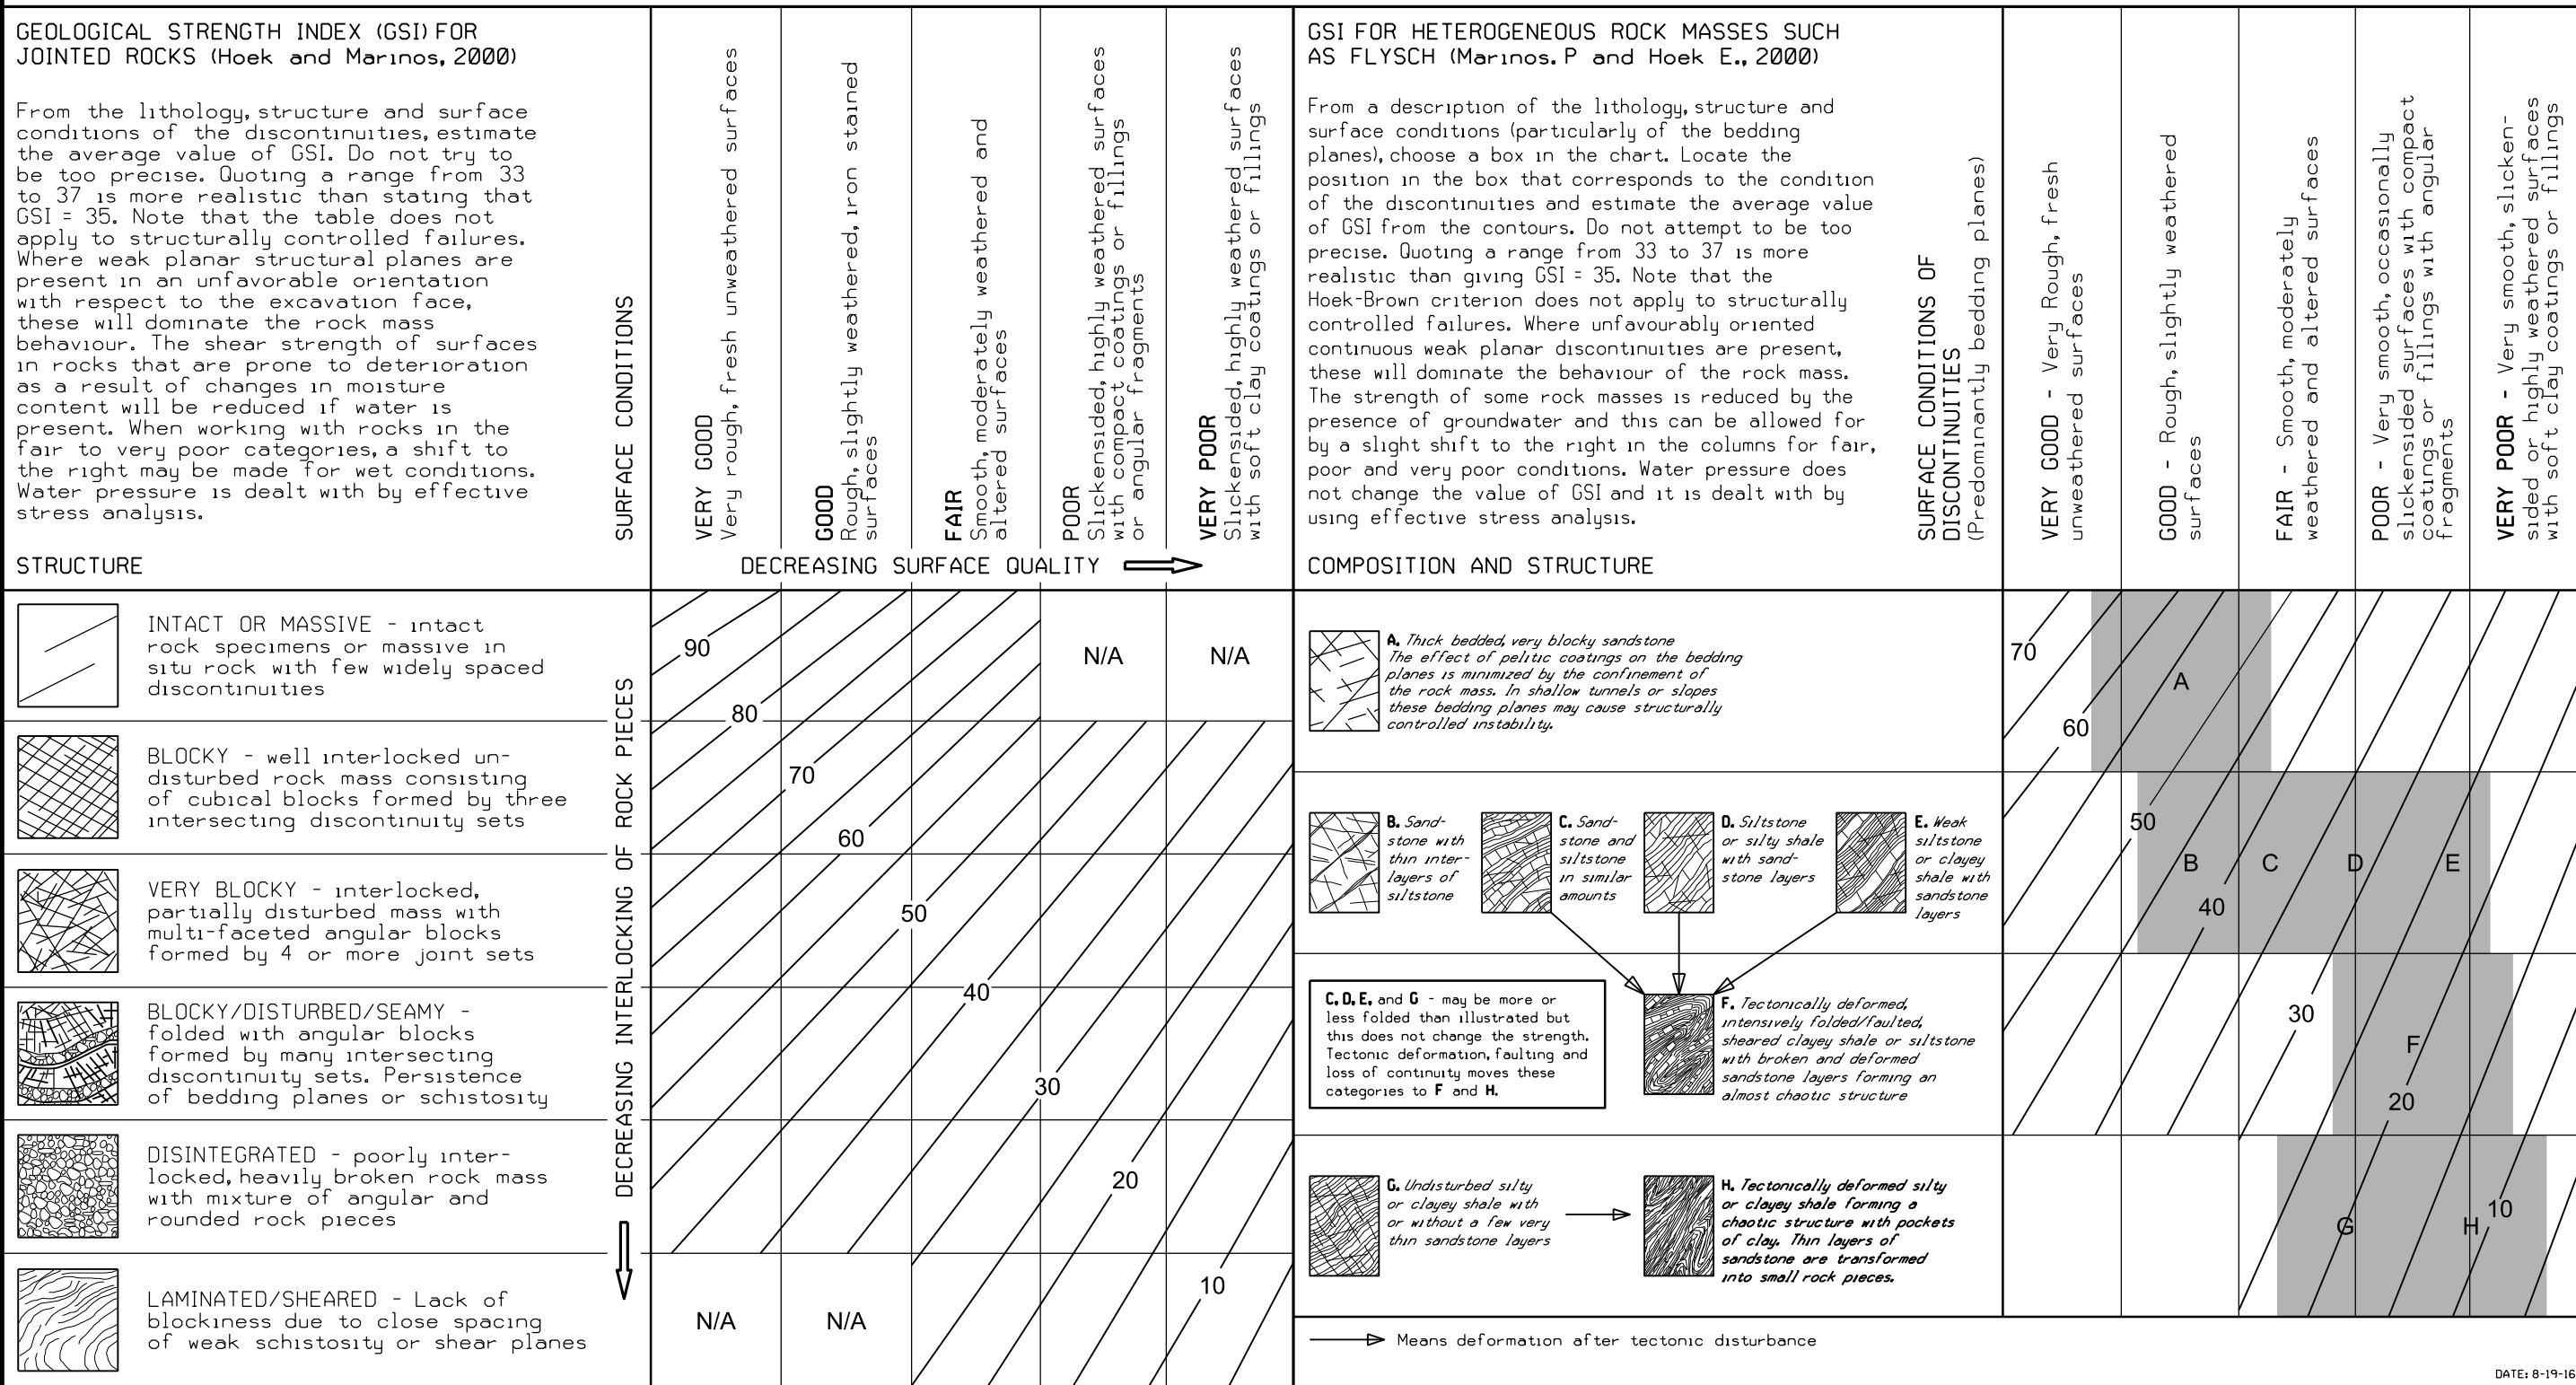 GEOLOGICAL STRENGTH INDEX (GSI) FOR
JOINTED ROCKS (Hoek and Marinos, 2000)
From the lithology, structure and surface
conditions of the discontinuities, estimate
the average value of GSI. Do not try to
be too precise. Quoting a range from 33
to 37 is more realistic than stating that
GSI = 35. Note that the table does not
apply to structurally controlled failures.
Where weak planar structural planes are
present in an unfavorable orientation
with respect to the excavation face,
these will dominate the rock mass
behaviour. The shear strength of surfaces
in rocks that are prone to deterioration
as a result of changes in moisture
content will be reduced if water is
present. When working with rocks in the
fair to very poor categories, a shift to
the right may be made for wet conditions.
Water pressure is dealt with by effective
stress analysis.
STRUCTURE
SURFACE CONDITIONS
VERY GOOD
Very rough, fresh unweathered surfaces
GOOD
Rough, slightly weathered, iron stained
surfaces
FAIR
Smooth, moderately weathered and
altered surfaces
POOR
Slickensided, highly weathered surfaces
with compact coatings or fillings
or angular fragments
VERY POOR
Slickensided, highly weathered surfaces
with soft clay coatings or fillings
DECREASING SURFACE QUALITY
INTACT OR MASSIVE - intact
rock specimens or massive in
situ rock with few widely spaced
discontinuities
BLOCKY - well interlocked un-
disturbed rock mass consisting
of cubical blocks formed by three
intersecting discontinuity sets
VERY BLOCKY - interlocked,
partially disturbed mass with
multi-faceted angular blocks
formed by 4 or more joint sets
BLOCKY/DISTURBED/SEAMY -
folded with angular blocks
formed by many intersecting
discontinuity sets. Persistence
of bedding planes or schistosity
DISINTEGRATED - poorly inter-
locked, heavily broken rock mass
with mixture of angular and
rounded rock pieces
LAMINATED/SHEARED - Lack of
blockiness due to close spacing
of weak schistosity or shear planes
DECREASING INTERLOCKING OF ROCK PIECES
90
80
70
60
50
40
30
20
10
N/A
N/A
N/A
N/A
GSI FOR HETEROGENEOUS ROCK MASSES SUCH
AS FLYSCH (Marinos. P and Hoek E., 2000)
From a description of the lithology, structure and
surface conditions (particularly of the bedding
planes), choose a box in the chart. Locate the
position in the box that corresponds to the condition
of the discontinuities and estimate the average value
of GSI from the contours. Do not attempt to be too
precise. Quoting a range from 33 to 37 is more
realistic than giving GSI = 35. Note that the
Hoek-Brown criterion does not apply to structurally
controlled failures. Where unfavourably oriented
continuous weak planar discontinuities are present,
these will dominate the behaviour of the rock mass.
The strength of some rock masses is reduced by the
presence of groundwater and this can be allowed for
by a slight shift to the right in the columns for fair,
poor and very poor conditions. Water pressure does
not change the value of GSI and it is dealt with by
using effective stress analysis.
COMPOSITION AND STRUCTURE
SURFACE CONDITIONS OF
DISCONTINUITIES
(Predominantly bedding planes)
VERY GOOD - Very Rough, fresh
unweathered surfaces
GOOD - Rough, slightly weathered
surfaces
FAIR - Smooth, moderately
weathered and altered surfaces
POOR - Very smooth, occasionally
slickensided surfaces with compact
coatings or fillings with angular
fragments
VERY POOR - Very smooth, slicken-
sided or highly weathered surfaces
with soft clay coatings or fillings
A. Thick bedded, very blocky sandstone
The effect of pelitic coatings on the bedding
planes is minimized by the confinement of
the rock mass. In shallow tunnels or slopes
these bedding planes may cause structurally
controlled instability.
B. Sand-
stone with
thin inter-
layers of
siltstone
C. Sand-
stone and
siltstone
in similar
amounts
D. Siltstone
or silty shale
with sand-
stone layers
E. Weak
siltstone
or clayey
shale with
sandstone
layers
C, D, E, and G - may be more or
less folded than illustrated but
this does not change the strength.
Tectonic deformation, faulting and
loss of continuity moves these
categories to F and H.
F. Tectonically deformed,
intensively folded/faulted,
sheared clayey shale or siltstone
with broken and deformed
sandstone layers forming an
almost chaotic structure
G. Undisturbed silty
or clayey shale with
or without a few very
thin sandstone layers
H. Tectonically deformed silty
or clayey shale forming a
chaotic structure with pockets
of clay. Thin layers of
sandstone are transformed
into small rock pieces.
70
60
A
50
B C D E
40
30
F
20
10
G H
Means deformation after tectonic disturbance
DATE: 8-19-16